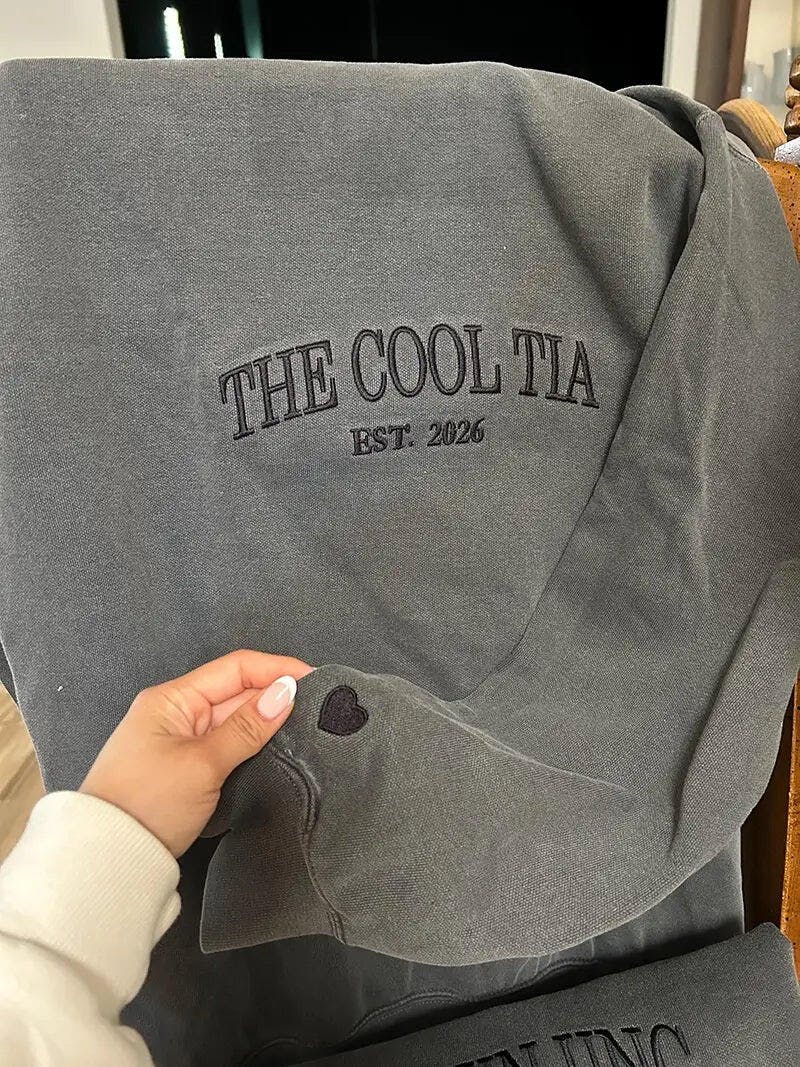 THE COOL TIA
EST. 2026